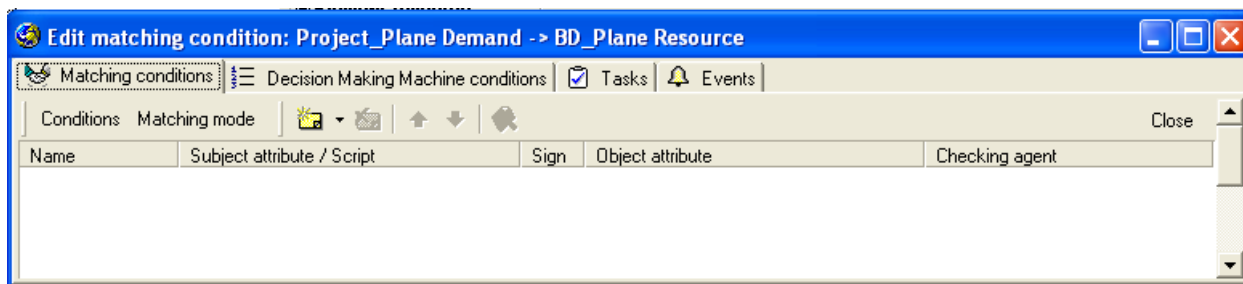 Edit matching condition: Project_Plane Demand -> BD_Plane Resource
Matching conditions Decision Making Machine conditions Tasks Events
Conditions Matching mode Close
Name Subject attribute / Script Sign Object attribute Checking agent